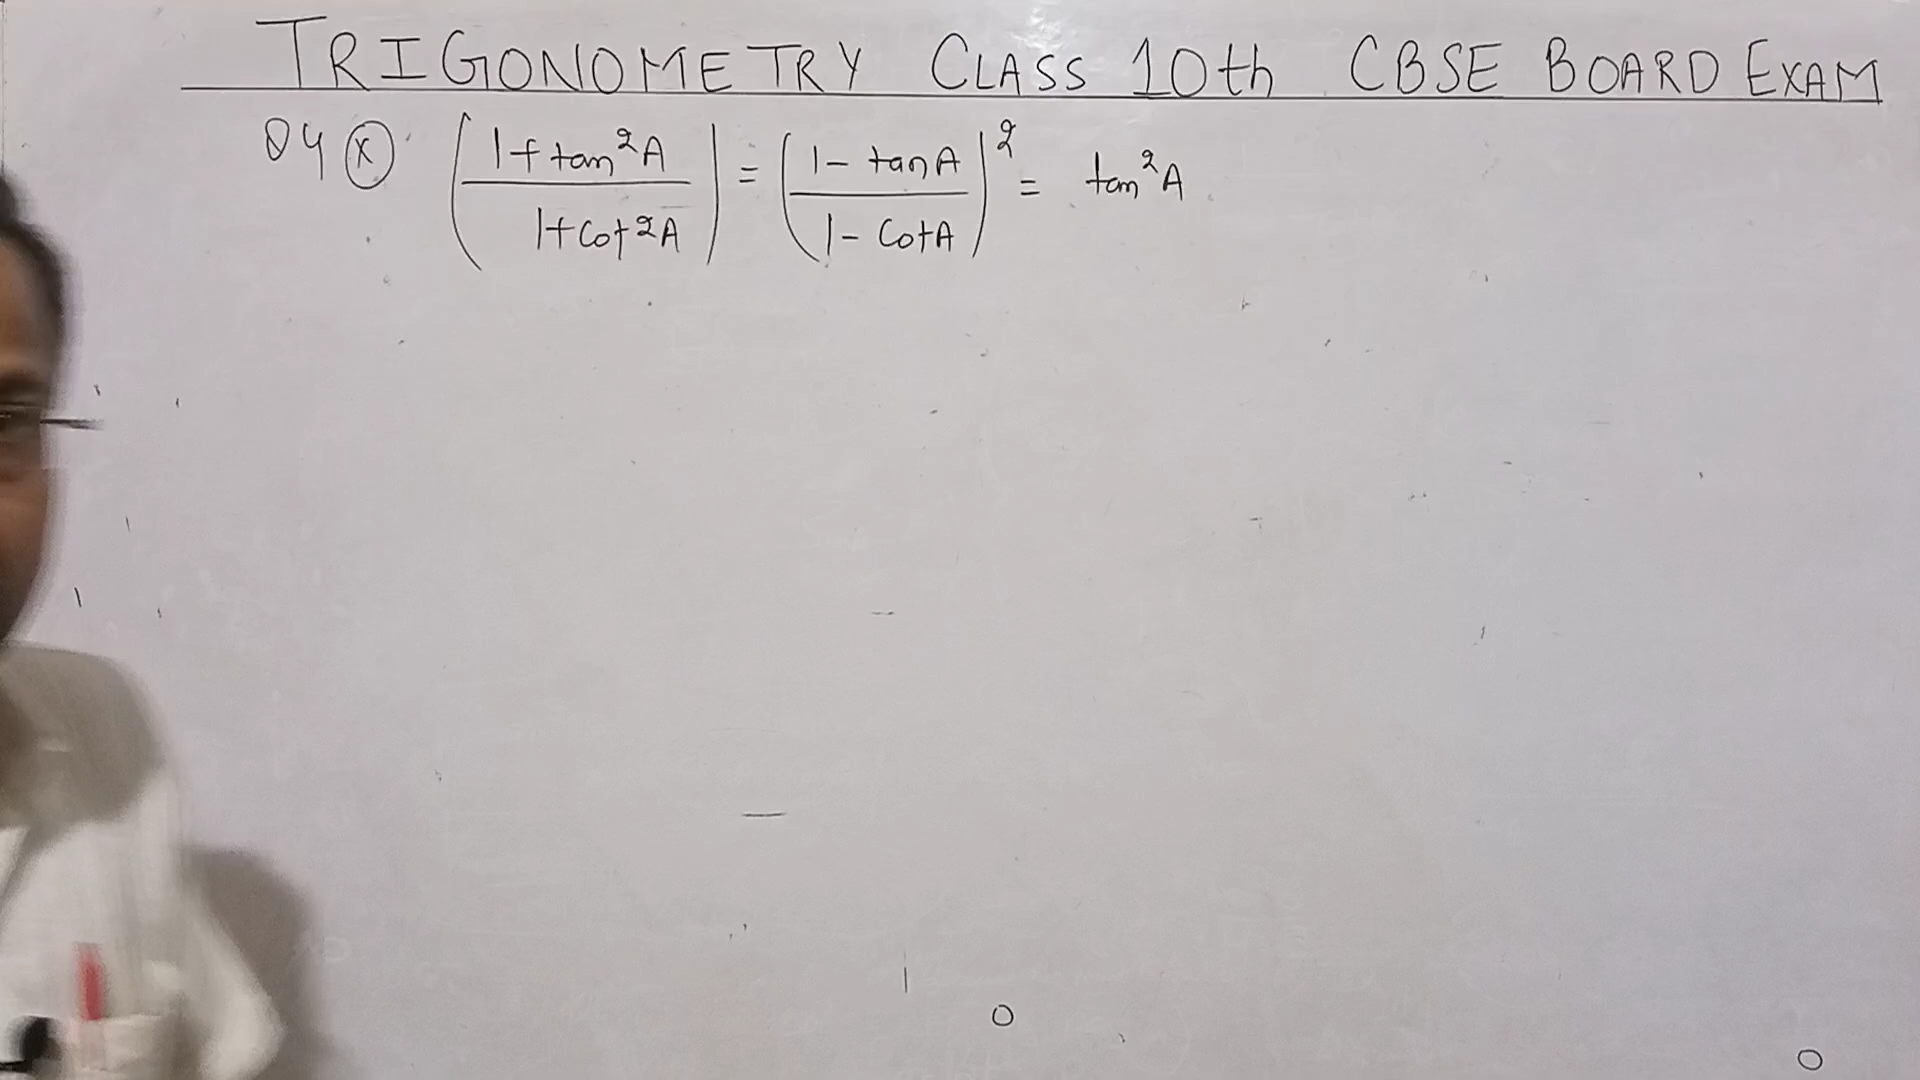 TRIGONOMETRY CLASS 10th CBSE BOARD EXAM
Q4 (x) (1+tan²A / 1+cot²A) = (1-tanA / 1-cotA)² = tan²A